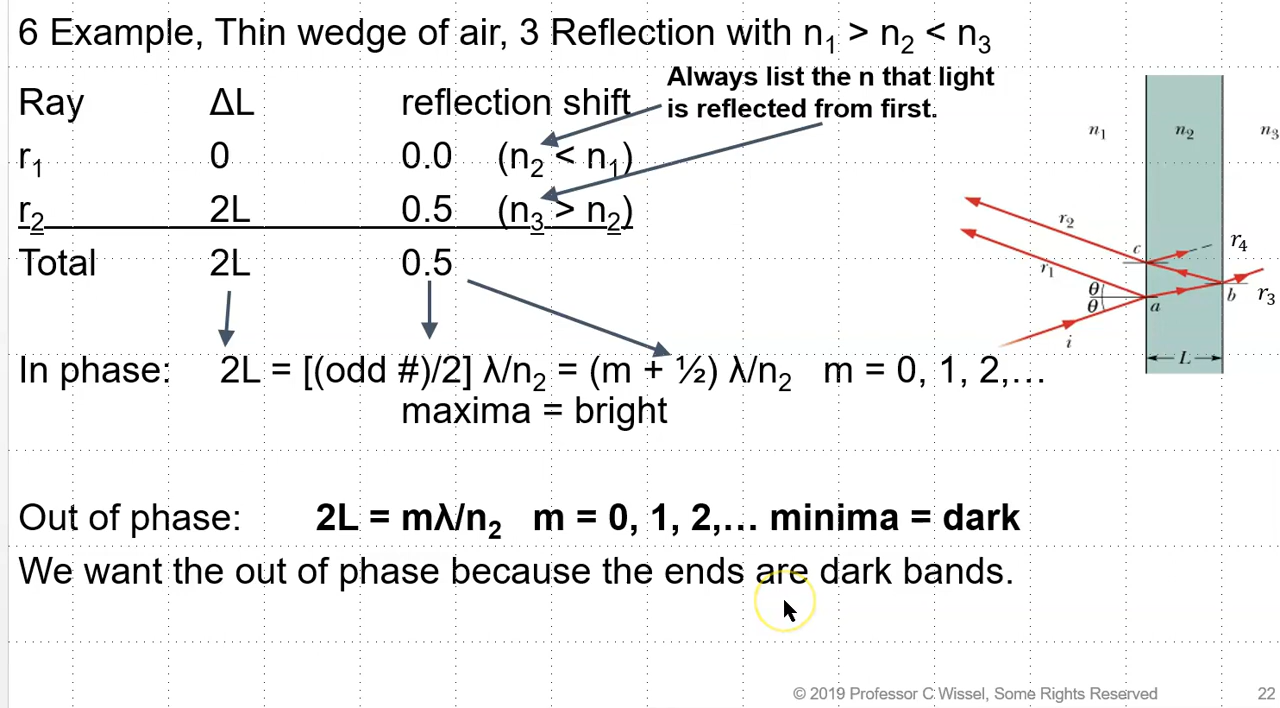 6 Example, Thin wedge of air, 3 Reflection with n₁ > n₂ < n₃
Always list the n that light
is reflected from first.
Ray ΔL reflection shift
r₁ 0 0.0 (n₂ < n₁)
r₂ 2L 0.5 (n₃ > n₂)
Total 2L 0.5
In phase: 2L = [(odd #)/2] λ/n₂ = (m + ½) λ/n₂ m = 0, 1, 2,…
maxima = bright
Out of phase: 2L = mλ/n₂ m = 0, 1, 2,… minima = dark
We want the out of phase because the ends are dark bands.
n₁ n₂ n₃
r₂
c r₄
r₁
θ
θ a b r₃
i
L
© 2019 Professor C Wissel, Some Rights Reserved 22